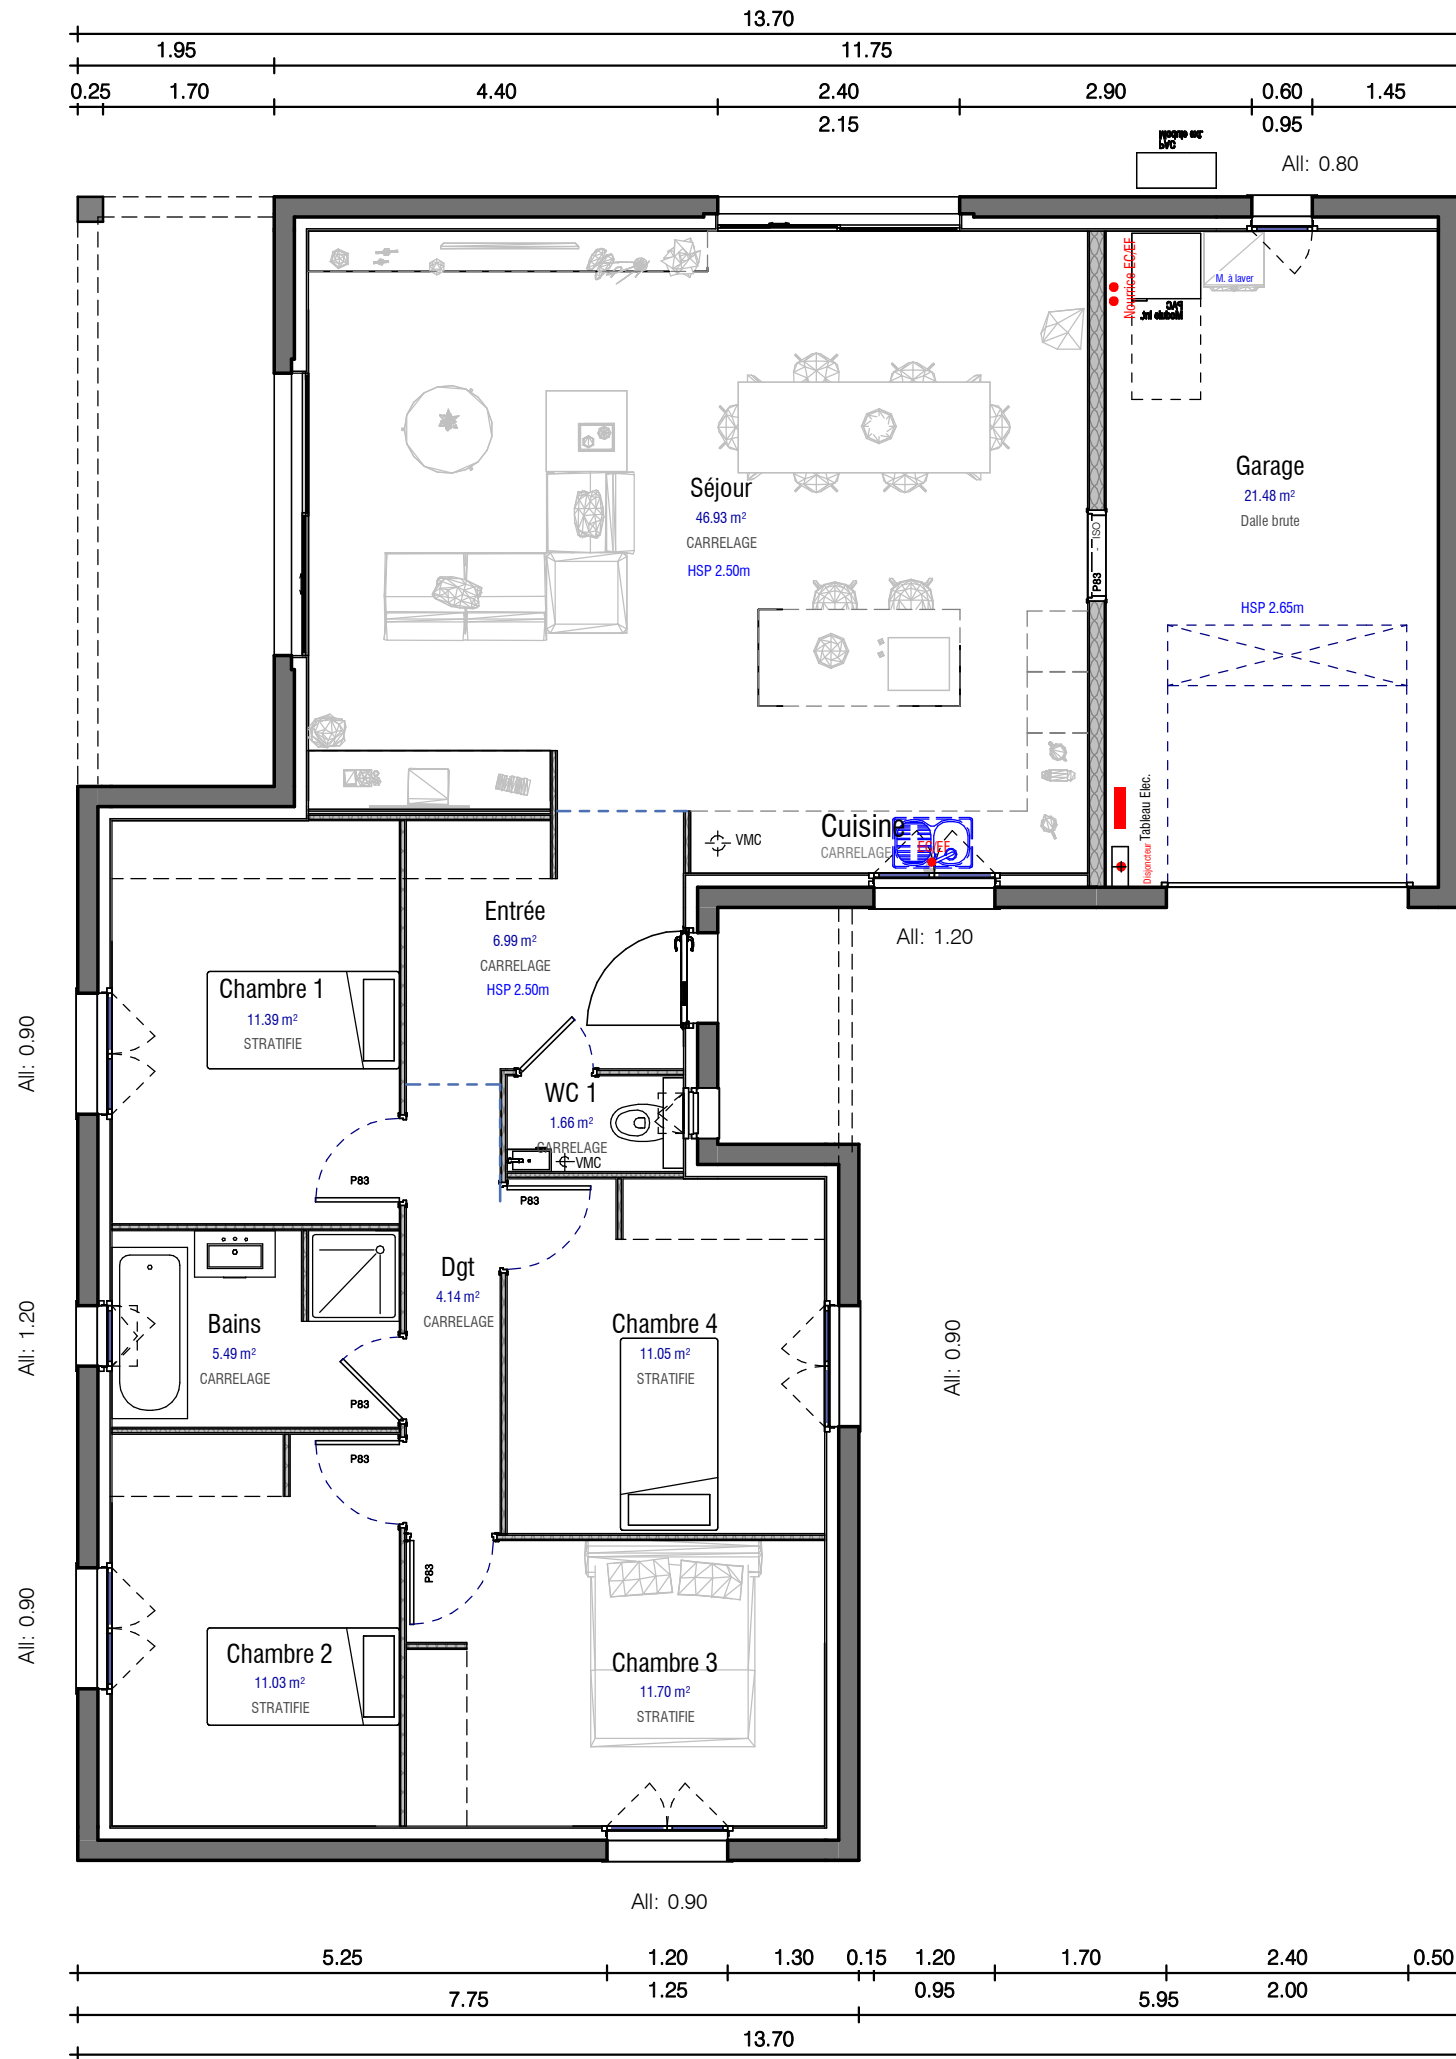 13.70
1.95 11.75
0.25 1.70 4.40 2.40 2.90 0.60 1.45
2.15 0.95
Module ext.
PAC
All: 0.80
Nourrice EC/EF
M. à laver
Module int.
PAC
Séjour
46.93 m²
CARRELAGE
HSP 2.50m
Garage
21.48 m²
Dalle brute
HSP 2.65m
P83 - ISO
Tableau Elec.
Disjoncteur
Cuisine
CARRELAGE
EC/EF
VMC
All: 1.20
Entrée
6.99 m²
CARRELAGE
HSP 2.50m
Chambre 1
11.39 m²
STRATIFIE
All: 0.90
WC 1
1.66 m²
CARRELAGE
VMC
P83
P83
Dgt
4.14 m²
CARRELAGE
Bains
5.49 m²
CARRELAGE
All: 1.20
P83
P83
Chambre 4
11.05 m²
STRATIFIE
All: 0.90
P83
Chambre 2
11.03 m²
STRATIFIE
All: 0.90
Chambre 3
11.70 m²
STRATIFIE
All: 0.90
5.25 1.20 1.30 0.15 1.20 1.70 2.40 0.50
1.25 0.95 2.00
7.75 5.95
13.70